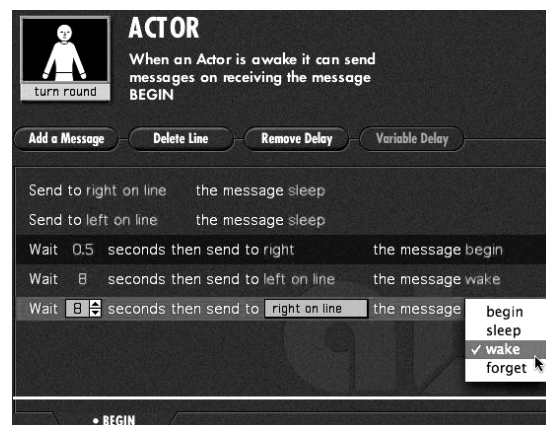 ACTOR
When an Actor is awake it can send
messages on receiving the message
BEGIN
turn round
Add a Message Delete Line Remove Delay Variable Delay
Send to right on line the message sleep
Send to left on line the message sleep
Wait 0.5 seconds then send to right the message begin
Wait 8 seconds then send to left on line the message wake
Wait 8 seconds then send to right on line the message
begin
sleep
✓ wake
forget
• BEGIN